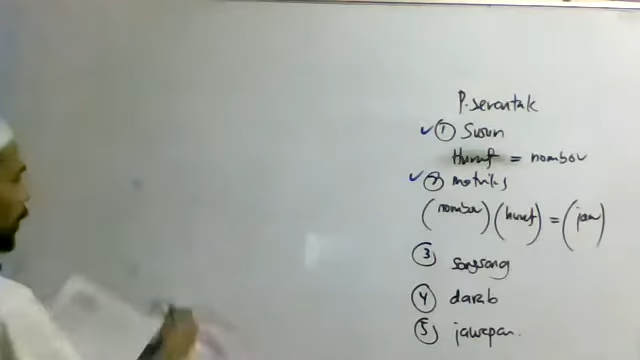 P. serentak
✓ ① Susun
Huruf = nombor
✓ ② matriks
(nombor) (huruf) = (jaw)
③ songsang
④ darab
⑤ jawapan.